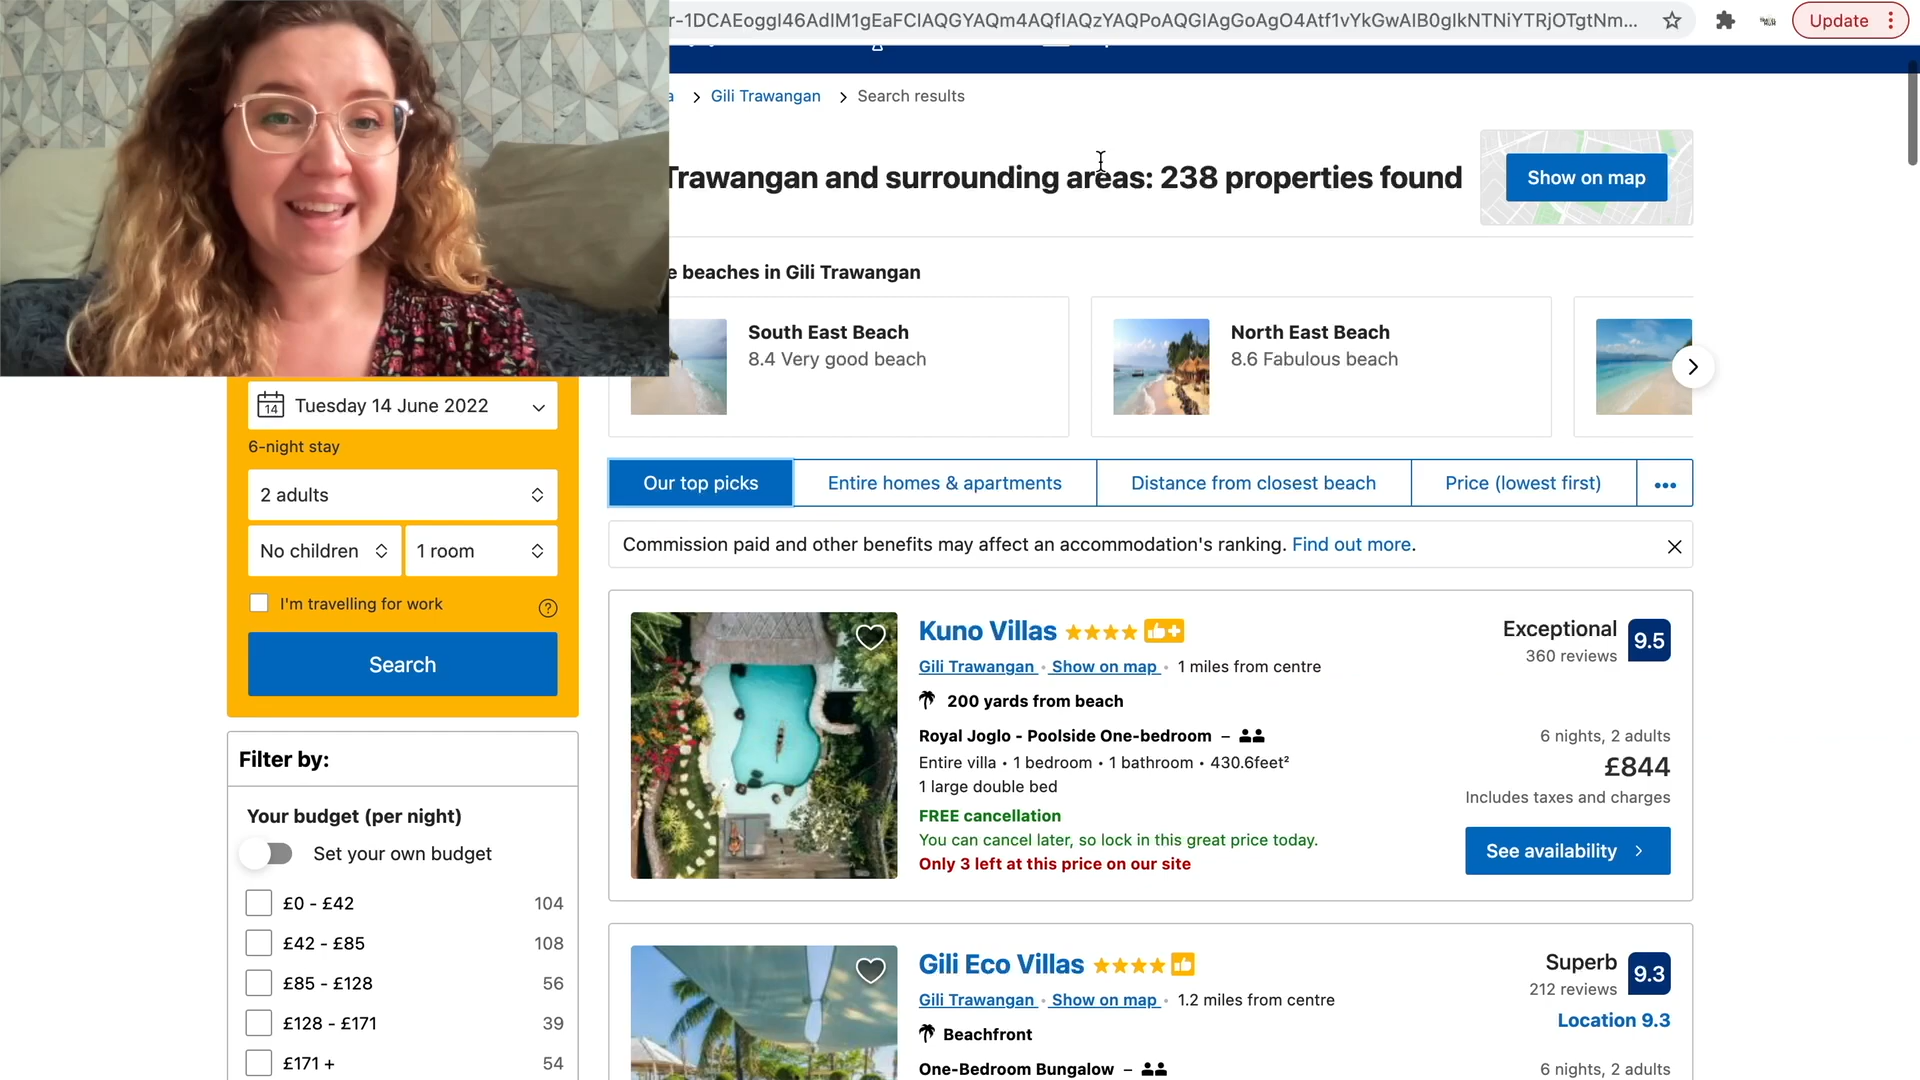 r-1DCAEoggI46AdIM1gEaFCIAQGYAQm4AQfIAQzYAQPoAQGIAgGoAgO4Atf1vYkGwAIB0gIkNTNiYTRjOTgtNm...
Update
Gili Trawangan
Search results
Trawangan and surrounding areas: 238 properties found
Show on map
e beaches in Gili Trawangan
South East Beach
8.4 Very good beach
North East Beach
8.6 Fabulous beach
14
Tuesday 14 June 2022
6-night stay
2 adults
No children
1 room
I'm travelling for work
?
Search
Filter by:
Your budget (per night)
Set your own budget
£0 - £42 104
£42 - £85 108
£85 - £128 56
£128 - £171 39
£171 + 54
Our top picks
Entire homes & apartments
Distance from closest beach
Price (lowest first)
Commission paid and other benefits may affect an accommodation's ranking. Find out more.
Kuno Villas
Gili Trawangan • Show on map • 1 miles from centre
200 yards from beach
Royal Joglo - Poolside One-bedroom –
Entire villa • 1 bedroom • 1 bathroom • 430.6feet²
1 large double bed
FREE cancellation
You can cancel later, so lock in this great price today.
Only 3 left at this price on our site
Exceptional 9.5
360 reviews
6 nights, 2 adults
£844
Includes taxes and charges
See availability
Gili Eco Villas
Gili Trawangan • Show on map • 1.2 miles from centre
Beachfront
One-Bedroom Bungalow –
Superb 9.3
212 reviews
Location 9.3
6 nights, 2 adults